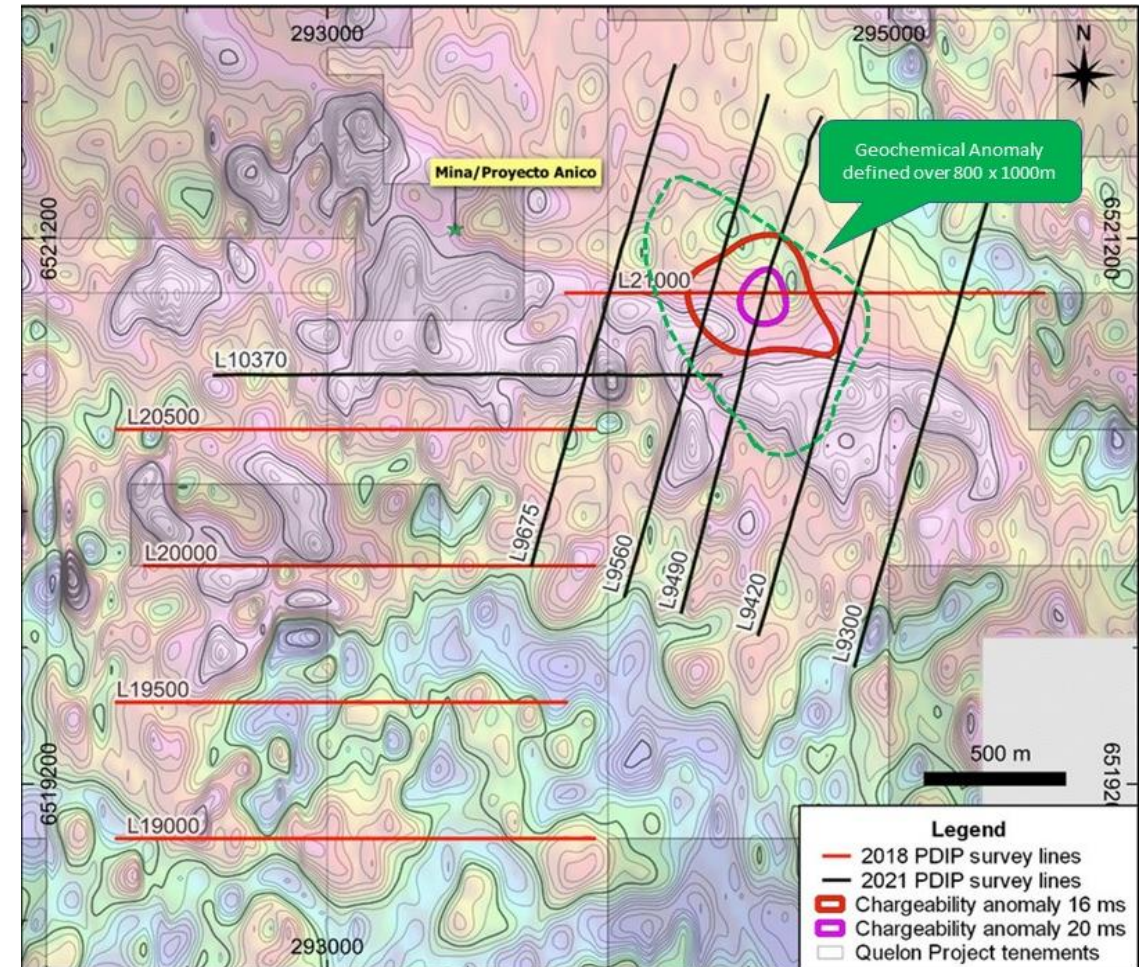 293000
295000
N
Geochemical Anomaly
defined over 800 x 1000m
Mina/Proyecto Anico
6521200
6521200
L21000
L10370
L20500
L20000
L9675
L9560
L9490
L9420
L9300
L19500
6519200
500 m
651920
L19000
293000
Legend
2018 PDIP survey lines
2021 PDIP survey lines
Chargeability anomaly 16 ms
Chargeability anomaly 20 ms
Quelon Project tenements